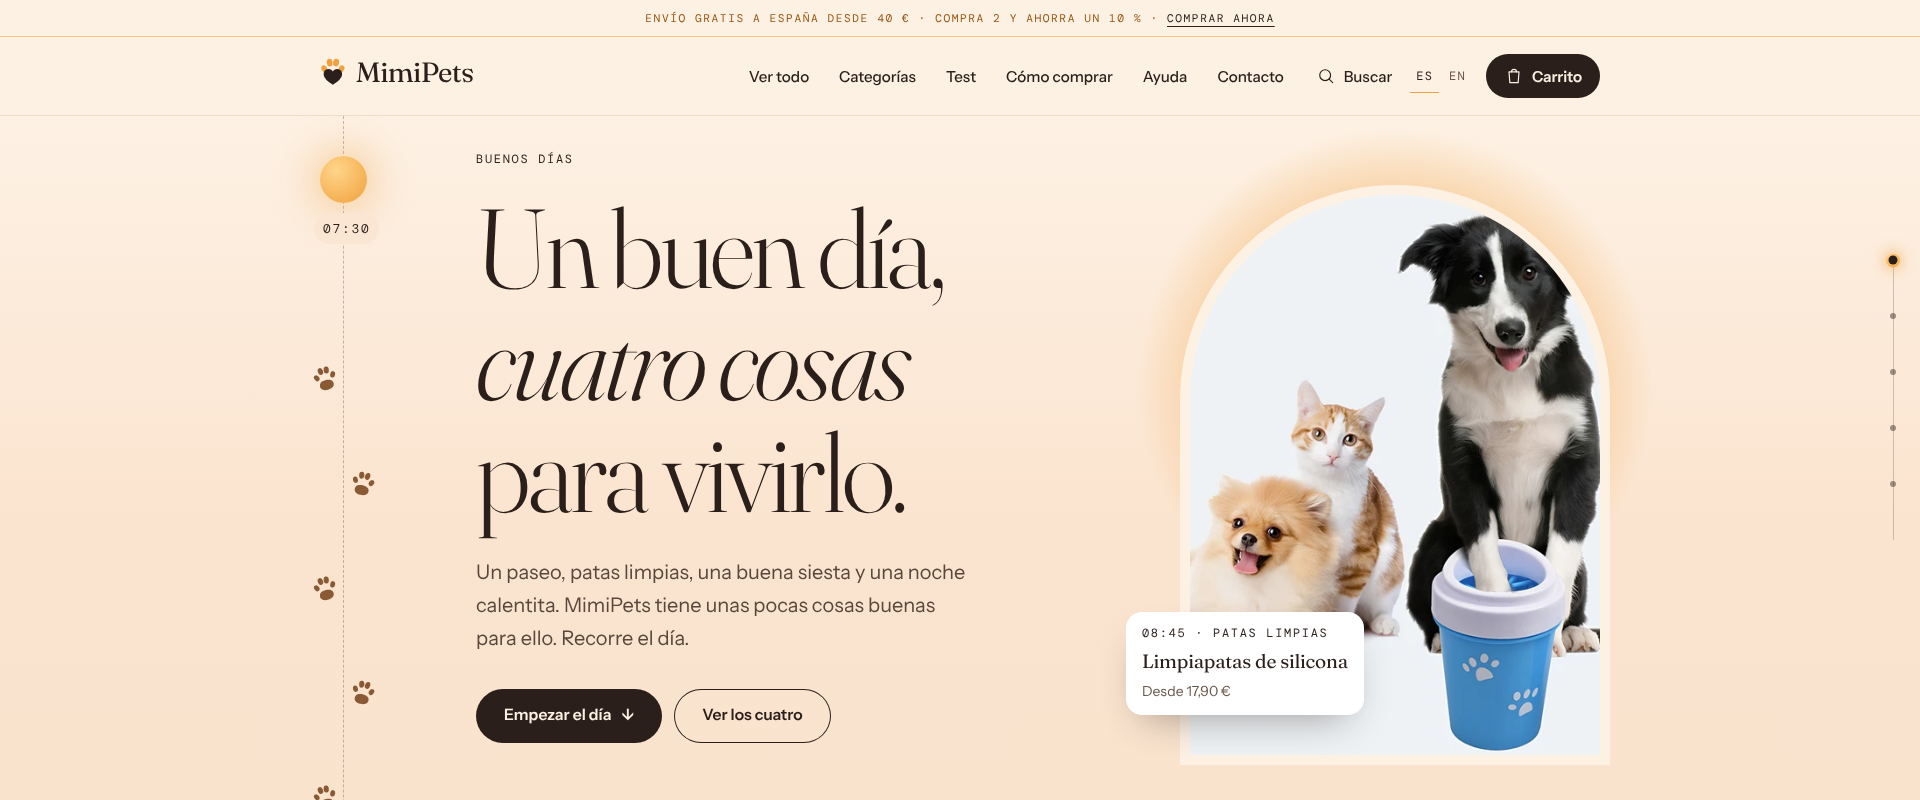 ENVÍO GRATIS A ESPAÑA DESDE 40 € · COMPRA 2 Y AHORRA UN 10 % · COMPRAR AHORA
MimiPets
Ver todo
Categorías
Test
Cómo comprar
Ayuda
Contacto
Buscar
ES
EN
Carrito
07:30
BUENOS DÍAS
Un buen día,
cuatro cosas
para vivirlo.
Un paseo, patas limpias, una buena siesta y una noche
calentita. MimiPets tiene unas pocas cosas buenas
para ello. Recorre el día.
Empezar el día
Ver los cuatro
08:45 · PATAS LIMPIAS
Limpiapatas de silicona
Desde 17,90 €